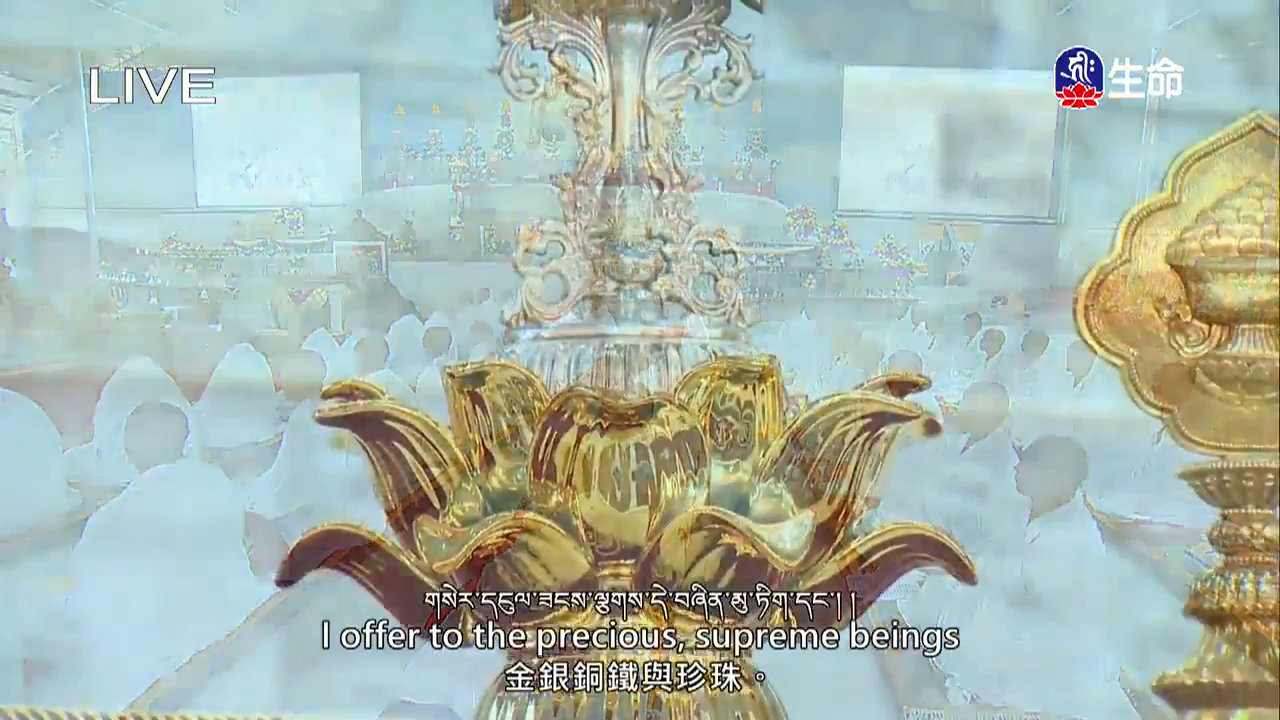 LIVE
生命
གསེར་དངུལ་ཟངས་ལྕགས་དེ་བཞིན་མུ་ཏིག་དང་། །
I offer to the precious, supreme beings
金銀銅鐵與珍珠。